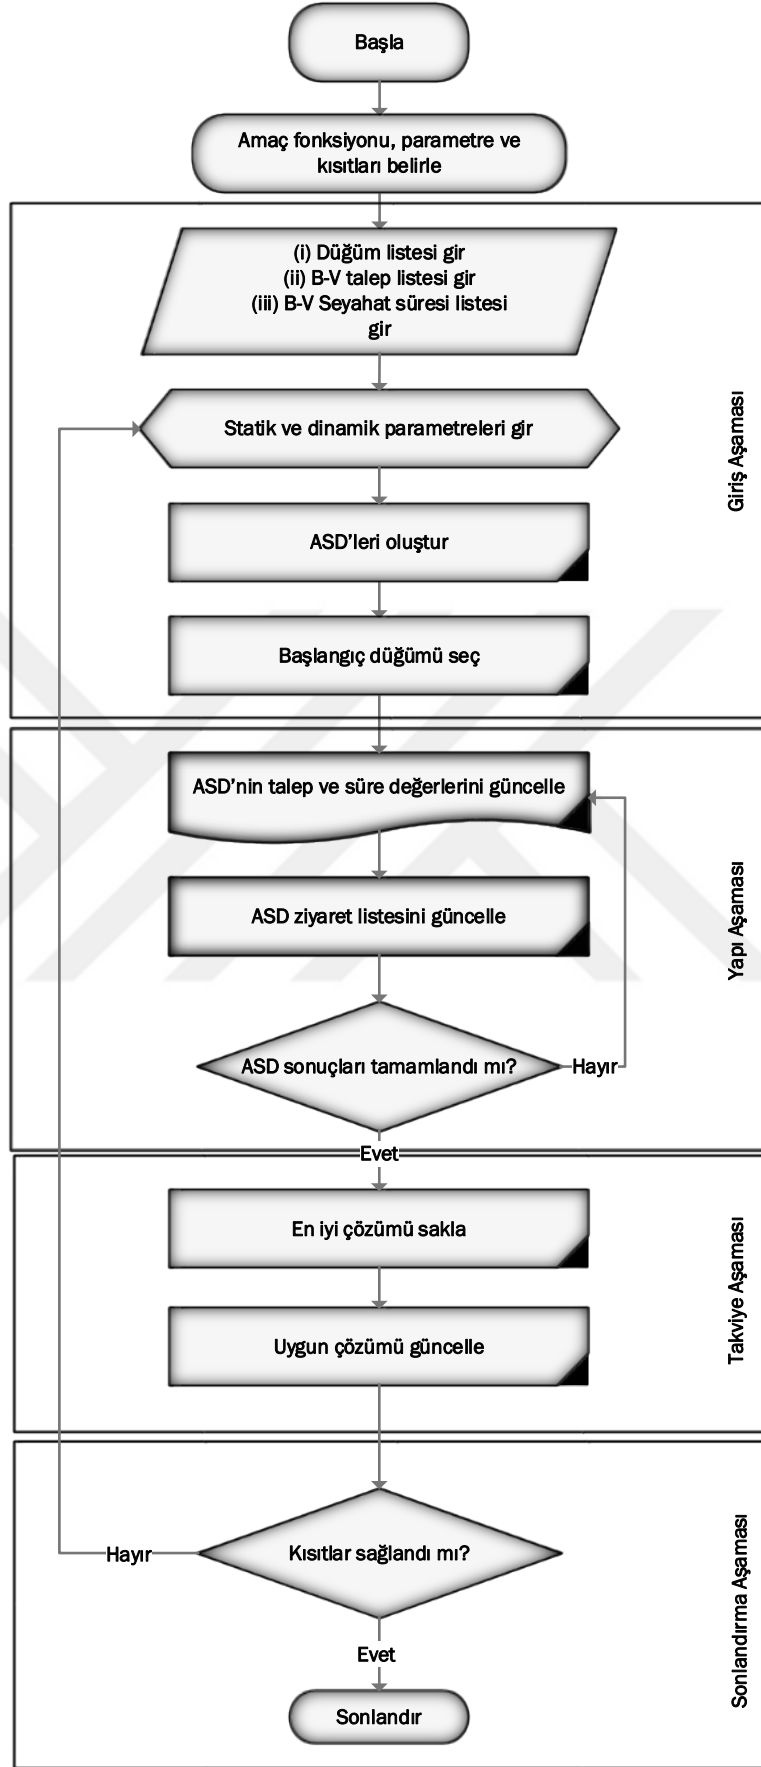 Başla
Amaç fonksiyonu, parametre ve
kısıtları belirle
(i) Düğüm listesi gir
(ii) B-V talep listesi gir
(iii) B-V Seyahat süresi listesi
gir
Statik ve dinamik parametreleri gir
ASD'leri oluştur
Başlangıç düğümü seç
Giriş Aşaması
ASD'nin talep ve süre değerlerini güncelle
ASD ziyaret listesini güncelle
ASD sonuçları tamamlandı mı?
Hayır
Yapı Aşaması
Evet
En iyi çözümü sakla
Uygun çözümü güncelle
Takviye Aşaması
Kısıtlar sağlandı mı?
Hayır
Evet
Sonlandır
Sonlandırma Aşaması